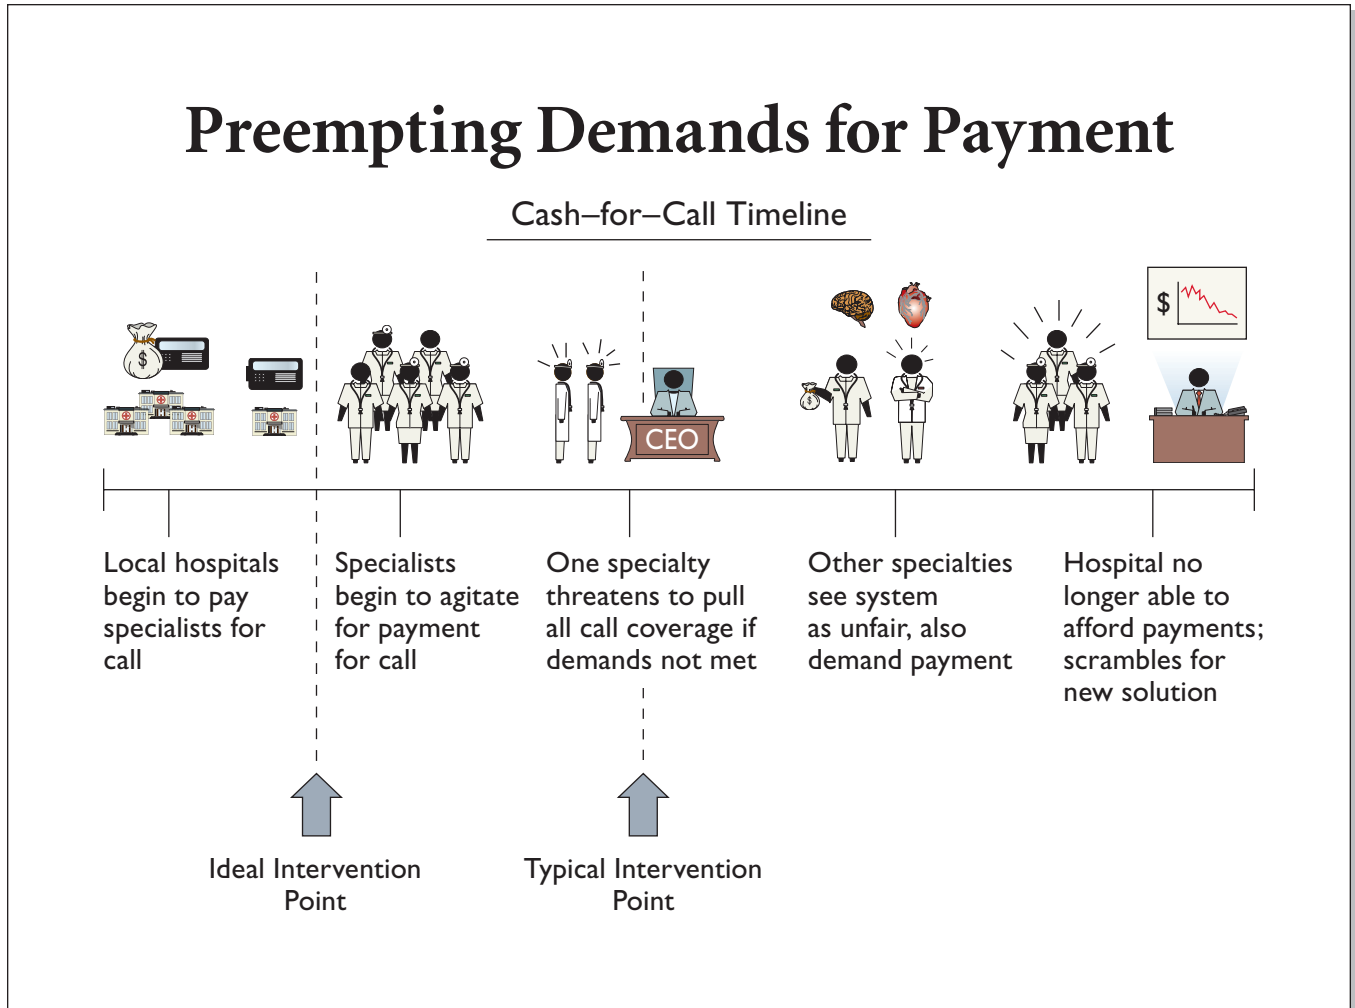 Preempting Demands for Payment
Cash–for–Call Timeline
$
$
CEO
$
Local hospitals
begin to pay
specialists for
call
Specialists
begin to agitate
for payment
for call
One specialty
threatens to pull
all call coverage if
demands not met
Other specialties
see system
as unfair, also
demand payment
Hospital no
longer able to
afford payments;
scrambles for
new solution
Ideal Intervention
Point
Typical Intervention
Point